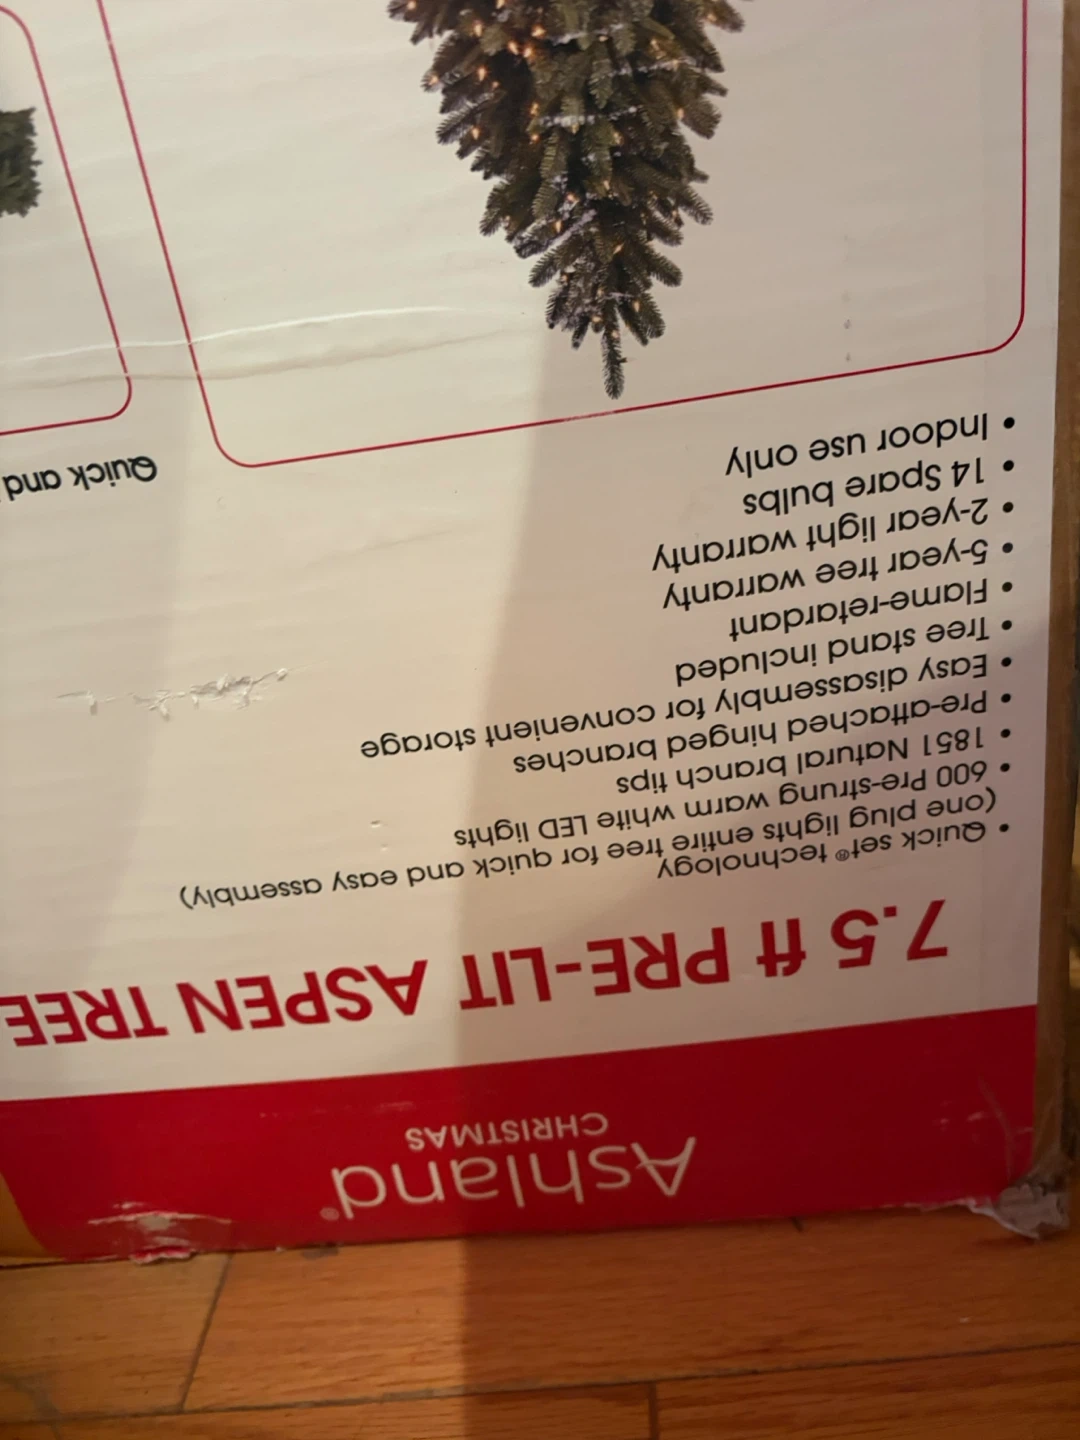 Ashland®
CHRISTMAS
7.5 ft PRE-LIT ASPEN TREE
• Quick set® technology
(one plug lights entire tree for quick and easy assembly)
• 600 Pre-strung warm white LED lights
• 1851 Natural branch tips
• Pre-attached hinged branches
• Easy disassembly for convenient storage
• Tree stand included
• Flame-retardant
• 5-year tree warranty
• 2-year light warranty
• 14 Spare bulbs
• Indoor use only
Quick and